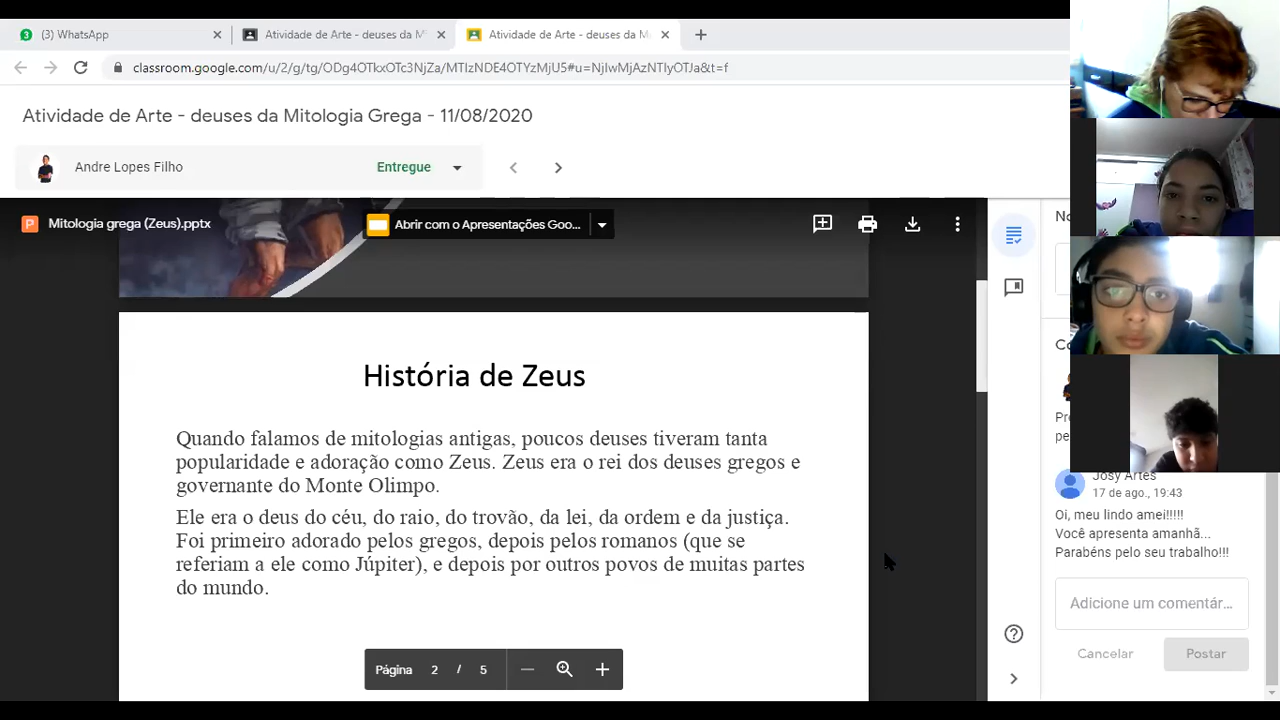 (3) WhatsApp
Atividade de Arte - deuses da M
Atividade de Arte - deuses da M
classroom.google.com/u/2/g/tg/ODg4OTkxOTc3NjZa/MTIzNDE4OTYzMjU5#u=NjIwMjAzNTIyOTJa&t=f
Atividade de Arte - deuses da Mitologia Grega - 11/08/2020
Andre Lopes Filho
Entregue
Mitologia grega (Zeus).pptx
Abrir com o Apresentações Goo...
História de Zeus
Quando falamos de mitologias antigas, poucos deuses tiveram tanta
popularidade e adoração como Zeus. Zeus era o rei dos deuses gregos e
governante do Monte Olimpo.
Ele era o deus do céu, do raio, do trovão, da lei, da ordem e da justiça.
Foi primeiro adorado pelos gregos, depois pelos romanos (que se
referiam a ele como Júpiter), e depois por outros povos de muitas partes
do mundo.
Página 2 / 5
Josy Artes
17 de ago., 19:43
Oi, meu lindo amei!!!!!
Você apresenta amanhã...
Parabéns pelo seu trabalho!!!
Adicione um comentár...
Cancelar
Postar